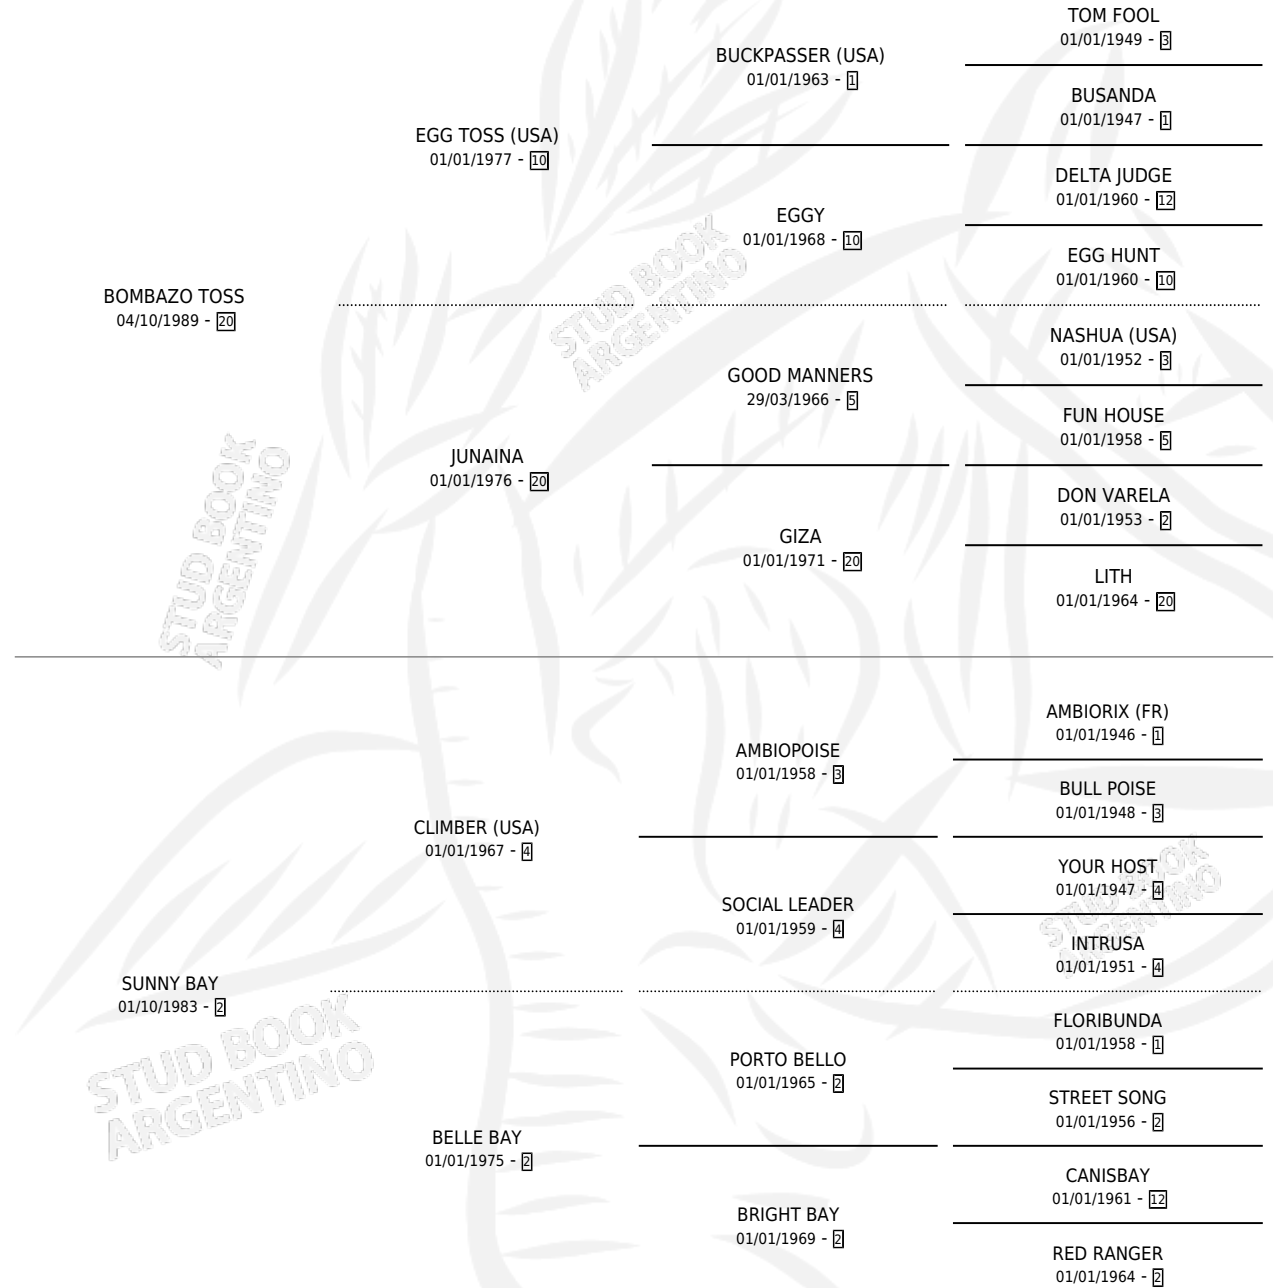 TOM FOOL
01/01/1949 - 3
BUCKPASSER (USA)
01/01/1963 - 1
BUSANDA
01/01/1947 - 1
EGG TOSS (USA)
01/01/1977 - 10
DELTA JUDGE
01/01/1960 - 12
EGGY
01/01/1968 - 10
EGG HUNT
01/01/1960 - 10
BOMBAZO TOSS
04/10/1989 - 20
STUD BOOK
ARGENTINO
NASHUA (USA)
01/01/1952 - 3
GOOD MANNERS
29/03/1966 - 5
FUN HOUSE
01/01/1958 - 5
JUNAINA
01/01/1976 - 20
DON VARELA
01/01/1953 - 2
GIZA
01/01/1971 - 20
LITH
01/01/1964 - 20
STUD BOOK
ARGENTINO
AMBIORIX (FR)
01/01/1946 - 1
AMBIOPOISE
01/01/1958 - 3
BULL POISE
01/01/1948 - 3
CLIMBER (USA)
01/01/1967 - 4
YOUR HOST
01/01/1947 - 4
SOCIAL LEADER
01/01/1959 - 4
INTRUSA
01/01/1951 - 4
STUD BOOK
ARGENTINO
SUNNY BAY
01/10/1983 - 2
FLORIBUNDA
01/01/1958 - 1
PORTO BELLO
01/01/1965 - 2
STREET SONG
01/01/1956 - 2
STUD BOOK
ARGENTINO
BELLE BAY
01/01/1975 - 2
CANISBAY
01/01/1961 - 12
BRIGHT BAY
01/01/1969 - 2
RED RANGER
01/01/1964 - 2